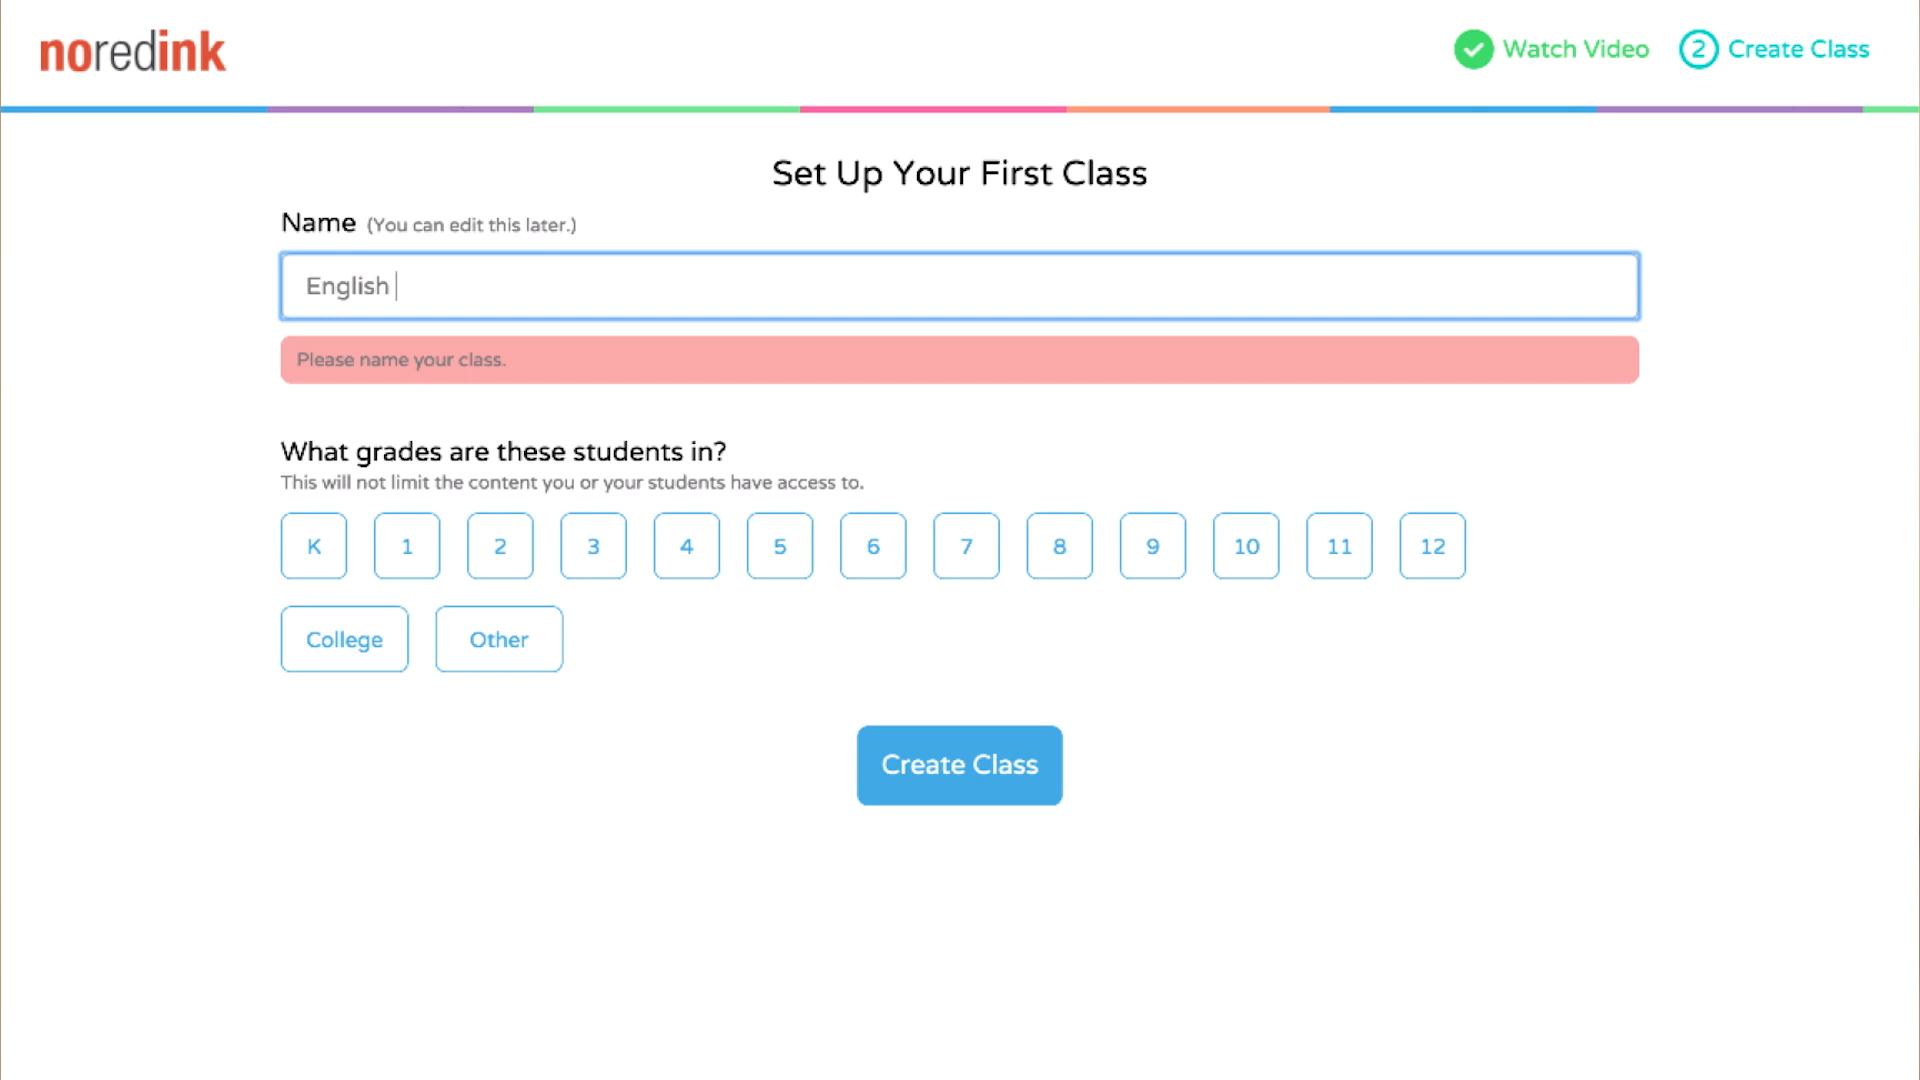 noredink
Watch Video
2 Create Class
Set Up Your First Class
Name (You can edit this later.)
English
Please name your class.
What grades are these students in?
This will not limit the content you or your students have access to.
K 1 2 3 4 5 6 7 8 9 10 11 12
College Other
Create Class